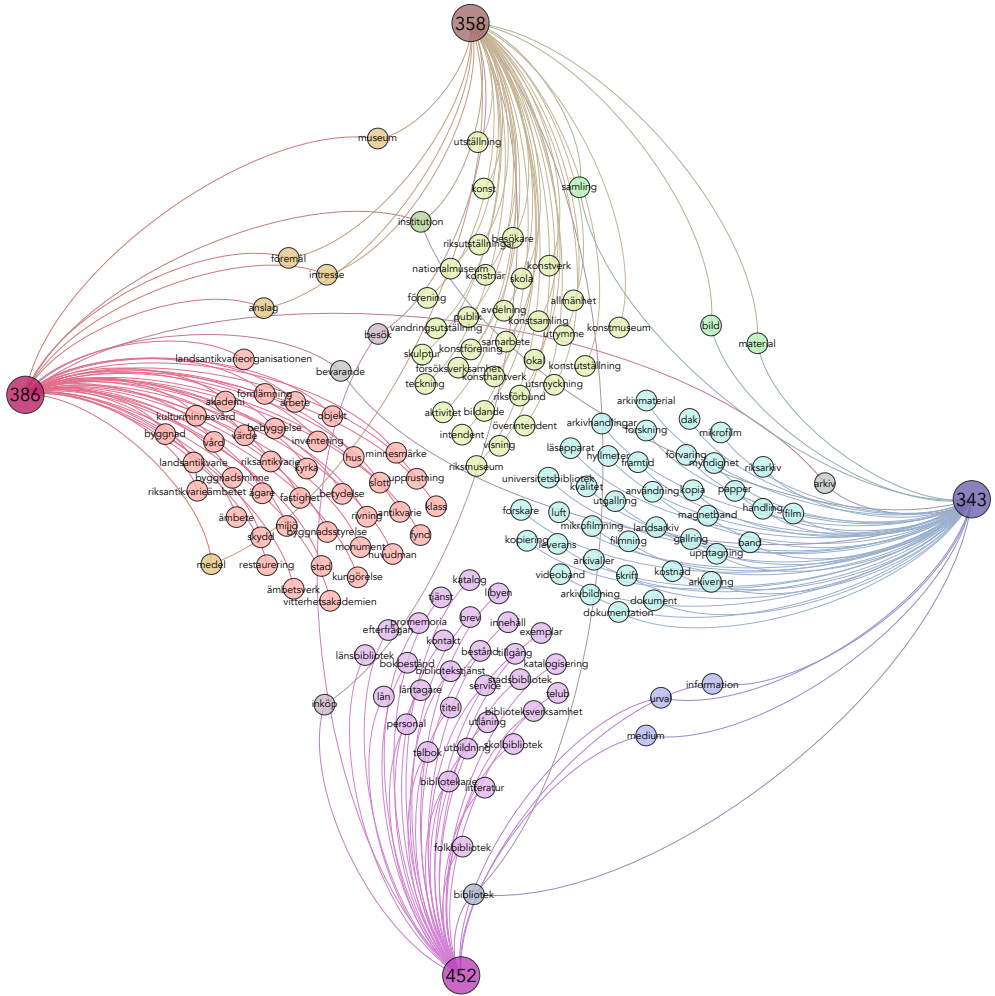 358
museum
utställning
samling
konst
institution
besökare
riksutställningar
föremål
nationalmuseum
konstverk
intresse
konstnär
skola
förening
allmänhet
anslag
avdelning
publik
konstsamling
bild
vandringsutställning
konstmuseum
besök
utrymme
samarbete
material
konstförening
skulptur
landsantikvarieorganisationen
lokal
konstutställning
försöksverksamhet
bevarande
konsthantverk
teckning
utsmyckning
386
fornlämning
riksförbund
akademi
arbete
arkivmaterial
kulturminnesvård
objekt
aktivitet
bildande
arkivhandlingar
dak
bebyggelse
överintendent
forskning
mikrofilm
byggnad
värde
intendent
vård
inventering
visning
läsapparat
hus
minnesmärke
hyllmeter
förvaring
landsantikvarie
riksantikvarie
kyrka
framtid
myndighet
riksmuseum
riksarkiv
byggnadsminne
slott
upprustning
universitetsbibliotek
arkiv
kvalitet
riksantikvarieämbetet
ägare
betydelse
användning
kopia
papper
fastighet
utgallring
343
klass
forskare
luft
handling
film
ämbete
rivning
antikvarie
magnetband
miljö
mikrofilmning
landsarkiv
byggnadsstyrelse
skydd
fynd
kopiering
leverans
filmning
gallring
band
monument
huvudman
upptagning
medel
restaurering
stad
arkivalier
kungörelse
videoband
skrift
kostnad
arkivering
katalog
ämbetsverk
libyen
arkivbildning
vitterhetsakademien
tjänst
dokument
dokumentation
promemoria
brev
innehåll
efterfrågan
exemplar
kontakt
länsbibliotek
bestånd
tillgång
bokbestånd
katalogisering
bibliotekstjänst
stadsbibliotek
service
information
lån
låntagare
telub
urval
inköp
titel
biblioteksverksamhet
personal
utlåning
medium
talbok
utbildning
skolbibliotek
bibliotekarie
litteratur
folkbibliotek
bibliotek
452